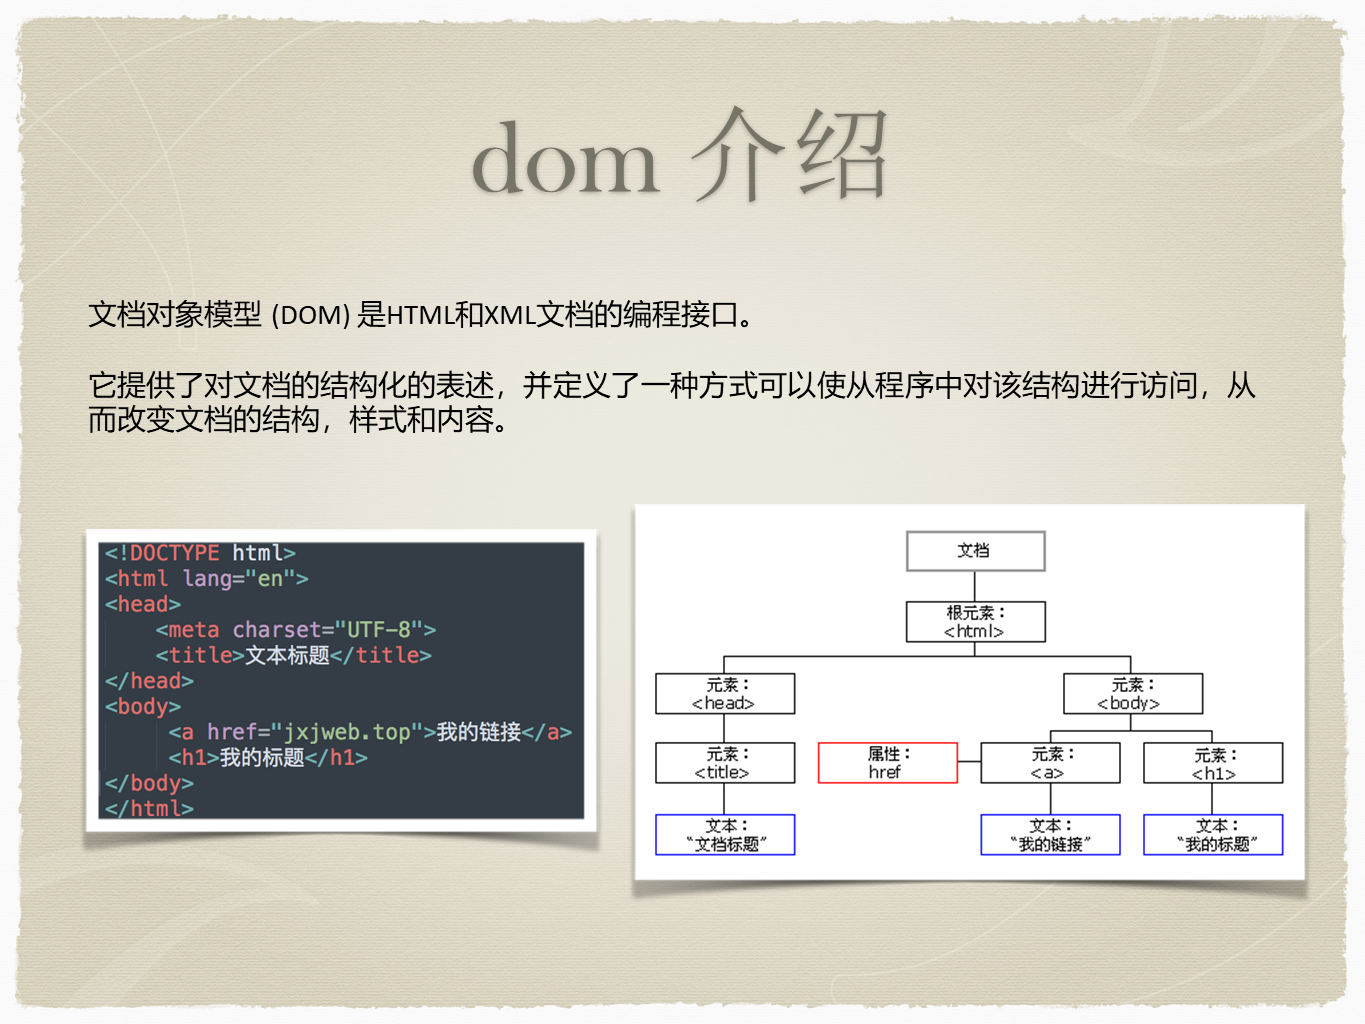 dom 介绍
文档对象模型 (DOM) 是HTML和XML文档的编程接口。
它提供了对文档的结构化的表述，并定义了一种方式可以使从程序中对该结构进行访问，从
而改变文档的结构，样式和内容。
<!DOCTYPE html>
<html lang="en">
<head>
<meta charset="UTF-8">
<title>文本标题</title>
</head>
<body>
<a href="jxjweb.top">我的链接</a>
<h1>我的标题</h1>
</body>
</html>
文档
根元素：
<html>
元素：
<head>
元素：
<body>
元素：
<title>
属性：
href
元素：
<a>
元素：
<h1>
文本：
“文档标题”
文本：
“我的链接”
文本：
“我的标题”